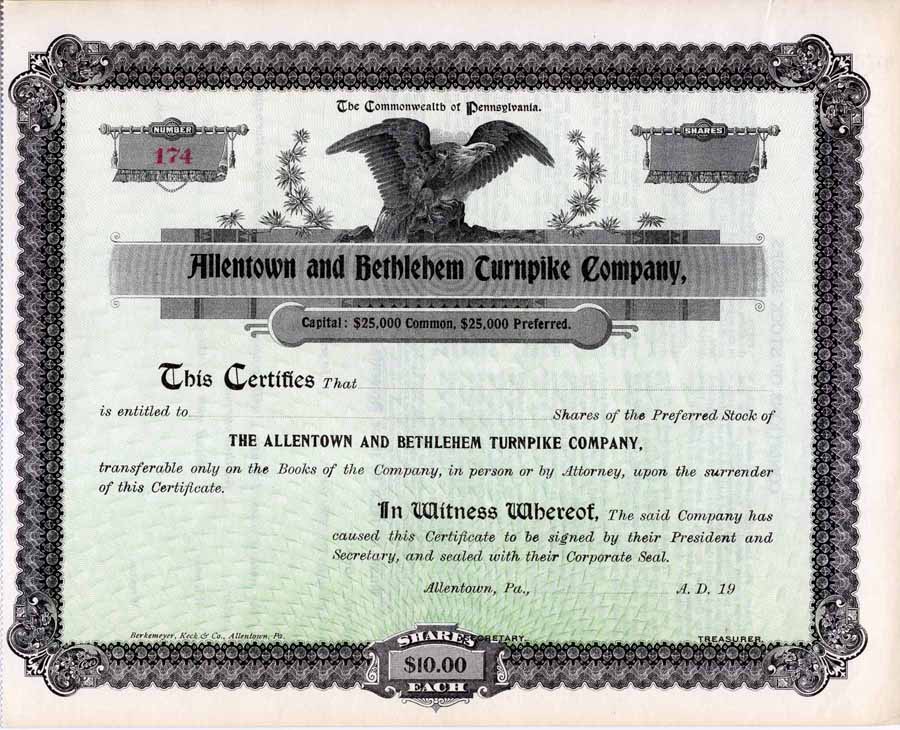 The Commonwealth of Pennsylvania.
NUMBER
174
SHARES
Allentown and Bethlehem Turnpike Company,
Capital: $25,000 Common, $25,000 Preferred.
This Certifies That
is entitled to Shares of the Preferred Stock of
THE ALLENTOWN AND BETHLEHEM TURNPIKE COMPANY,
transferable only on the Books of the Company, in person or by Attorney, upon the surrender
of this Certificate.
In Witness Whereof, The said Company has
caused this Certificate to be signed by their President and
Secretary, and sealed with their Corporate Seal.
Allentown, Pa., A. D. 19
Berkemeyer, Keck & Co., Allentown, Pa.
SECRETARY.
TREASURER.
SHARES
$10.00
EACH